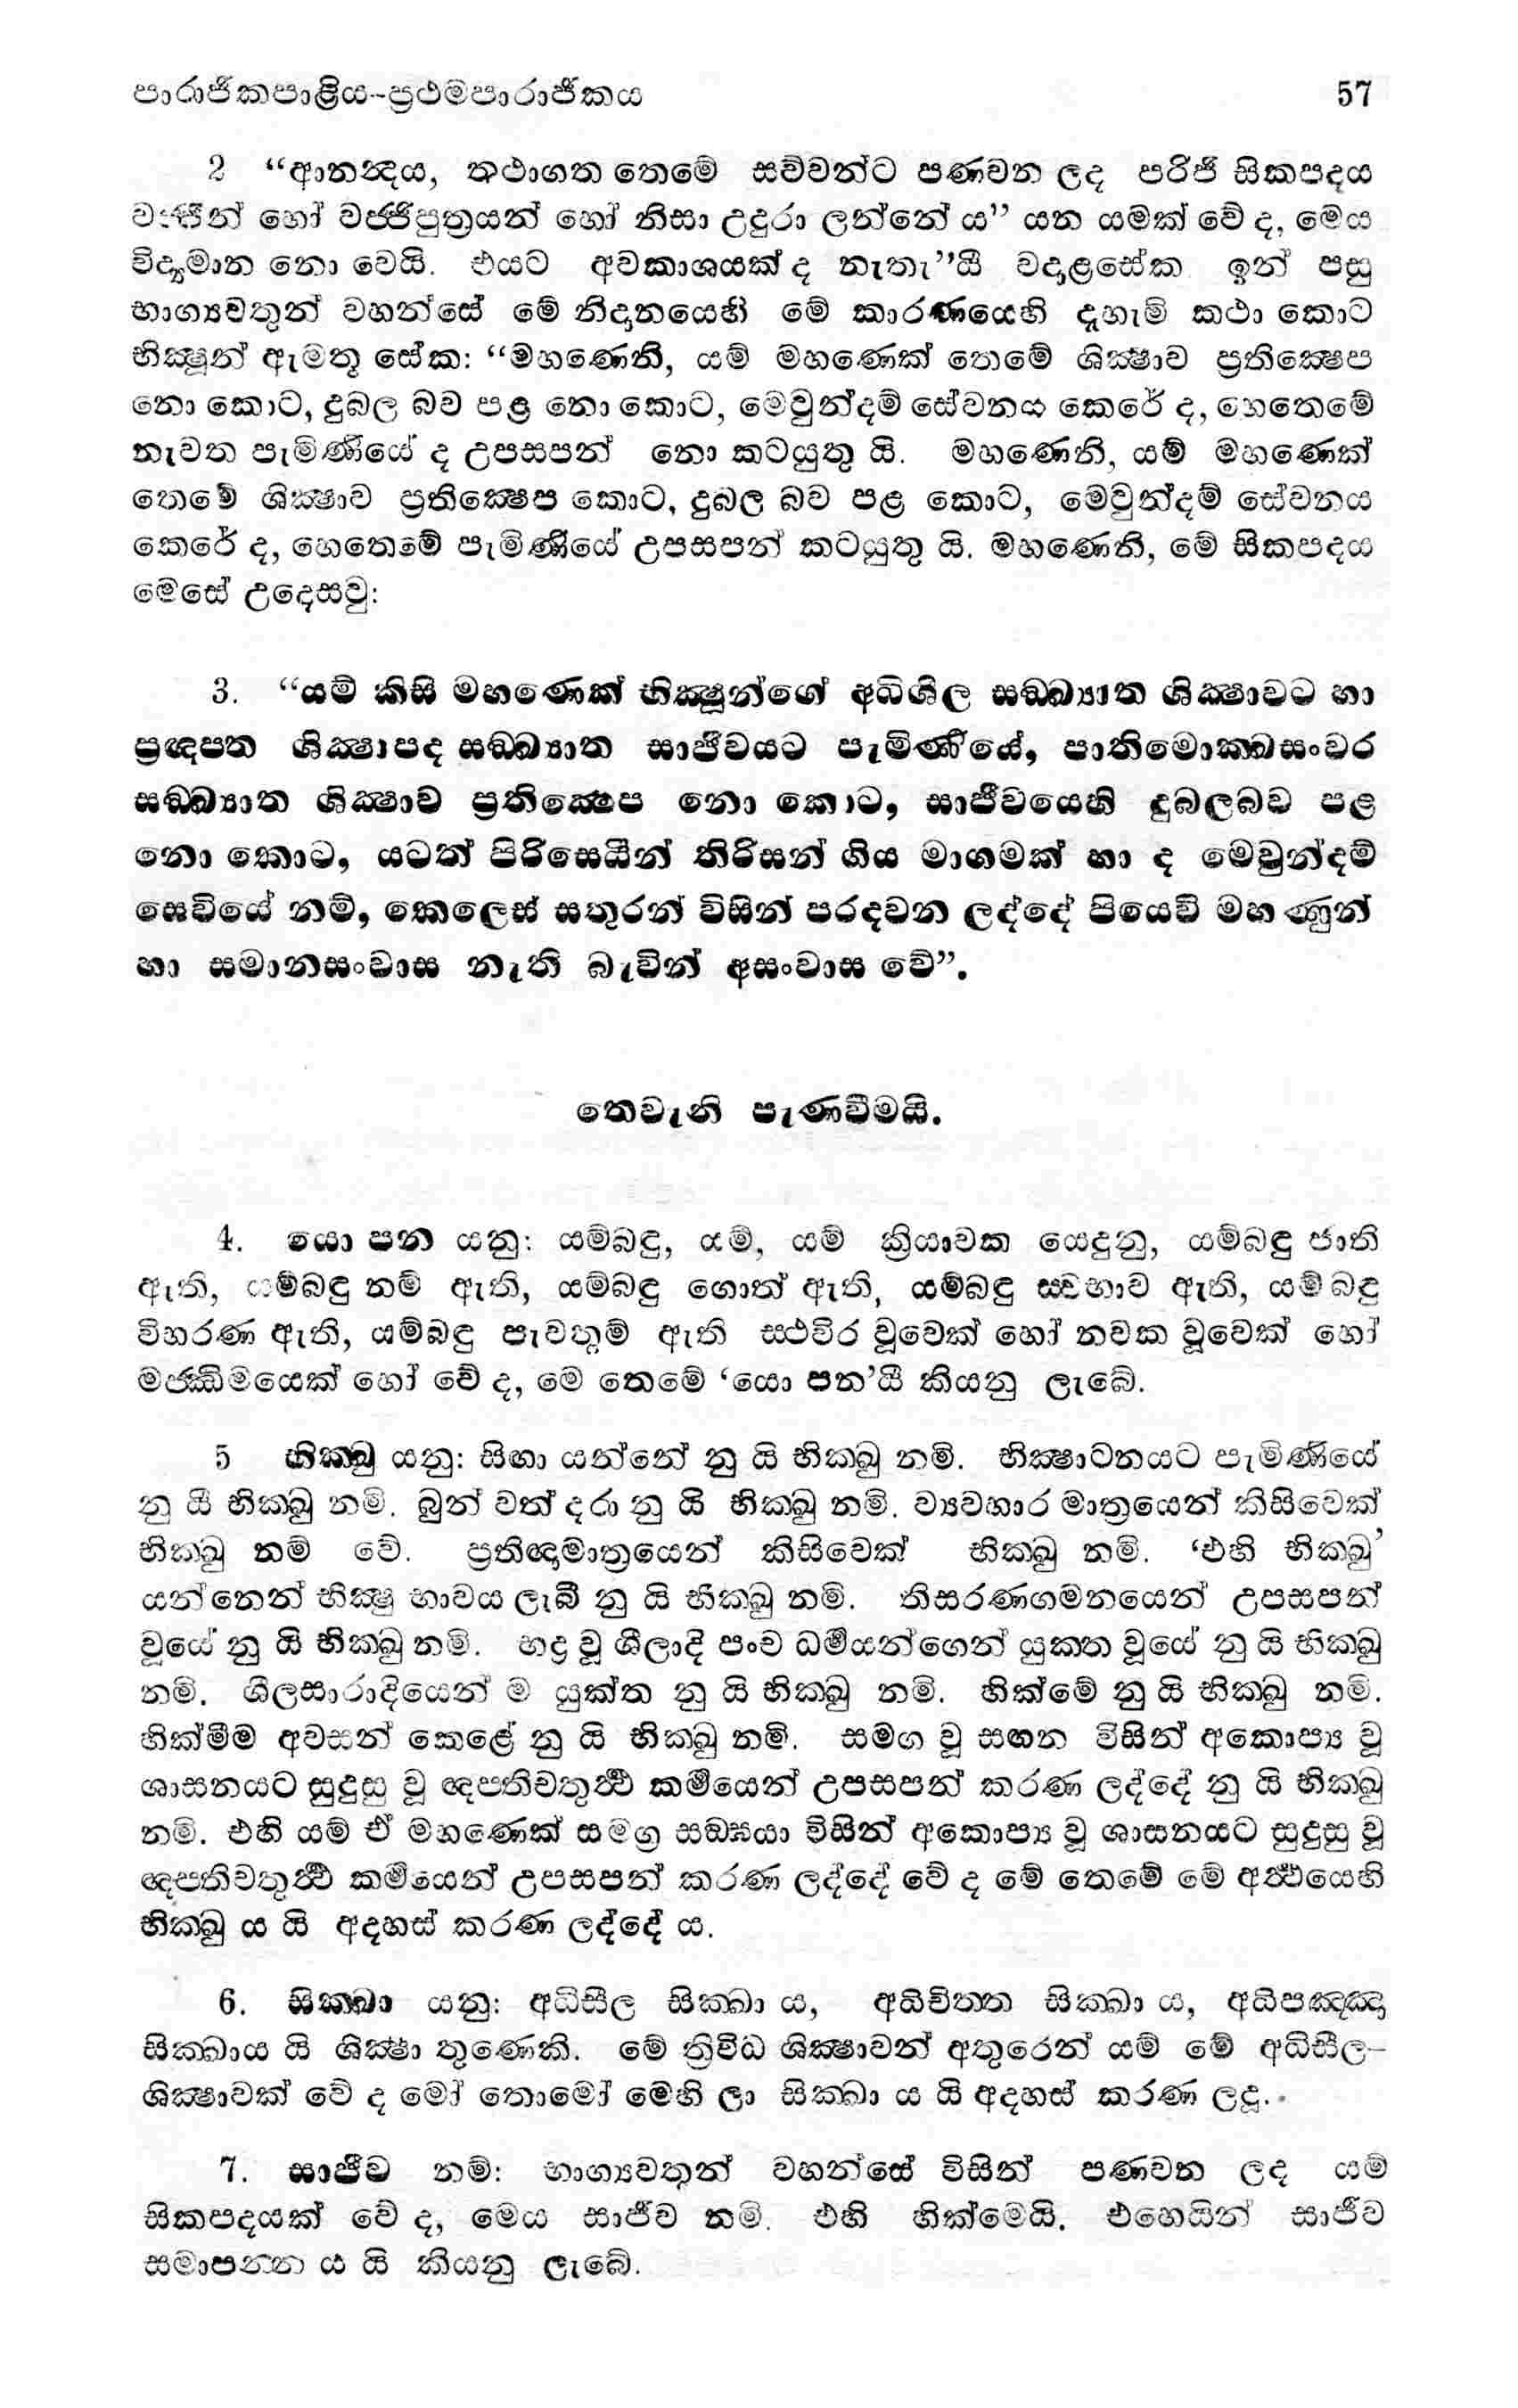 පාරාජිකපාළිය-ප්‍රථමපාරාජිකය 57
2 “ආනන්‍දය, තථාගත තෙමේ සව්වන්ට පණවන ලද පරිජි සිකපදය
වජ්ජීන් හෝ වජ්ජිපුත්‍රයන් හෝ නිසා උදුරා ලන්නේ ය” යන යමක් වේ ද, මෙය
විද්‍යමාන නො වෙයි. එයට අවකාශයක් ද නැතැ”යී වදාළසේක. ඉන් පසු
භාග්‍යවතුන් වහන්සේ මේ නිදානයෙහි මේ කාරණයෙහි දැහැමි කථා කොට
භික්‍ෂූන් ඇමතූ සේක: “මහණෙනි, යම් මහණෙක් තෙමේ ශික්‍ෂාව ප්‍රතික්‍ෂෙප
නො කොට, දුබල බව පළ නො කොට, මෙවුන්දම් සේවනය කෙරේ ද, හෙතෙමේ
නැවත පැමිණියේ ද උපසපන් නො කටයුතු යි. මහණෙනි, යම් මහණෙක්
තෙමේ ශික්‍ෂාව ප්‍රතික්‍ෂෙප කොට, දුබල බව පළ කොට, මෙවුන්දම් සේවනය
කෙරේ ද, හෙතෙමේ පැමිණියේ උපසපන් කටයුතු යි. මහණෙනි, මේ සිකපදය
මෙසේ උදෙසවු:
3. “යම් කිසි මහණෙක් භික්‍ෂූන්ගේ අධිශීල සඞ්ඛ්‍යාත ශික්‍ෂාවට හා
ප්‍රඥපත ශික්‍ෂාපද සඞ්ඛ්‍යාත සාජීවයට පැමිණියේ, පාතිමොක්‍ඛසංවර
සඞ්ඛ්‍යාත ශික්‍ෂාව ප්‍රතික්‍ෂෙප නො කොට, සාජීවයෙහි දුබලබව පළ
නො කොට, යටත් පිරිසෙයින් තිරිසන් ගිය මාගමක් හා ද මෙවුන්දම්
සෙවියේ නම්, කෙලෙස් සතුරන් විසින් පරදවන ලද්දේ පියෙවි මහණුන්
හා සමානසංවාස නැති බැවින් අසංවාස වේ”.
තෙවැනි පැණවීමයි.
4. යො පන යනු: යම්බඳු, යම්, යම් ක්‍රියාවක යෙදුනු, යම්බඳු ජාති
ඇති, යම්බඳු නම් ඇති, යම්බඳු ගොත් ඇති, යම්බඳු ස්‍වභාව ඇති, යම්බඳු
විහරණ ඇති, යම්බඳු පැවතුම් ඇති ස්‍ථවිර වූවෙක් හෝ නවක වූවෙක් හෝ
මජ්ඣිමයෙක් හෝ වේ ද, මෙ තෙමේ ‘යො පන’යී කියනු ලැබේ.
5 භික්‍ඛු යනු: සිඟා යන්නේ නු යි භික්‍ඛු නමි. භික්‍ෂාටනයට පැමිණියේ
නු යි භික්‍ඛු නමි. බුන් වත් දරා නු යි භික්‍ඛු නමි. ව්‍යවහාර මාත්‍රයෙන් කිසිවෙක්
භික්‍ඛු නම් වේ. ප්‍රතිඥාමාත්‍රයෙන් කිසිවෙක් භික්‍ඛු නමි. ‘එහි භික්‍ඛු’
යන්නෙන් භික්‍ෂු භාවය ලැබී නු යි භික්‍ඛු නමි. තිසරණගමනයෙන් උපසපන්
වූයේ නු යි භික්‍ඛු නමි. භද්‍ර වූ ශීලාදි පංච ධර්‍මයන්ගෙන් යුක්‍ත වූයේ නු යි භික්‍ඛු
නමි. ශීලසාරාදියෙන් ම යුක්ත නු යි භික්‍ඛු නමි. හික්මේ නු යි භික්‍ඛු නමි.
හික්මීම අවසන් කෙළේ නු යි භික්‍ඛු නමි. සමග වූ සඟන විසින් අකොප්‍ය වූ
ශාසනයට සුදුසු වූ ඥපතිචතුර්‍ථ කර්‍මයෙන් උපසපන් කරණ ලද්දේ නු යි භික්‍ඛු
නමි. එහි යම් ඒ මහණෙක් සමග්‍ර සඞ්ඝයා විසින් අකොප්‍ය වූ ශාසනයට සුදුසු වූ
ඥපතිචතුර්‍ථ කර්‍මයෙන් උපසපන් කරණ ලද්දේ වේ ද මේ තෙමේ මේ අර්‍ථයෙහි
භික්‍ඛු ය යි අදහස් කරණ ලද්දේ ය.
6. සික්‍ඛා යනු: අධිසීල සික්‍ඛා ය, අධිචිත්‍ත සික්‍ඛා ය, අධිපඤ්ඤා
සික්‍ඛාය යි ශික්‍ෂා තුණෙකි. මේ ත්‍රිවිධ ශික්‍ෂාවන් අතුරෙන් යම් මේ අධිසීල-
ශික්‍ෂාවක් වේ ද මෝ තොමෝ මෙහි ලා සික්‍ඛා ය යි අදහස් කරණ ලදූ.
7. සාජීව නම්: භාග්‍යවතුන් වහන්සේ විසින් පණවන ලද යම්
සිකපදයක් වේ ද, මෙය සාජීව නමි. එහි හික්මෙයි. එහෙයින් සාජීව
සමාපන්‍න ය යි කියනු ලැබේ.